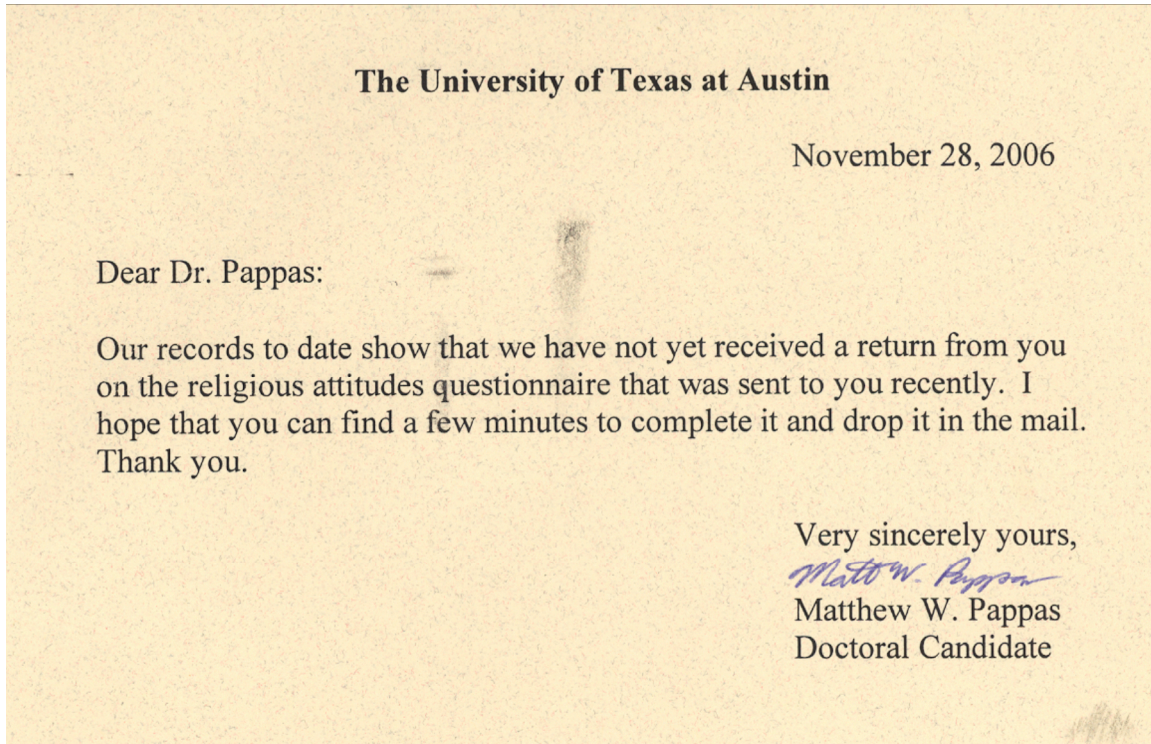 The University of Texas at Austin
November 28, 2006
Dear Dr. Pappas:
Our records to date show that we have not yet received a return from you
on the religious attitudes questionnaire that was sent to you recently.  I
hope that you can find a few minutes to complete it and drop it in the mail.
Thank you.
Very sincerely yours,
Matt W. Pappas
Matthew W. Pappas
Doctoral Candidate